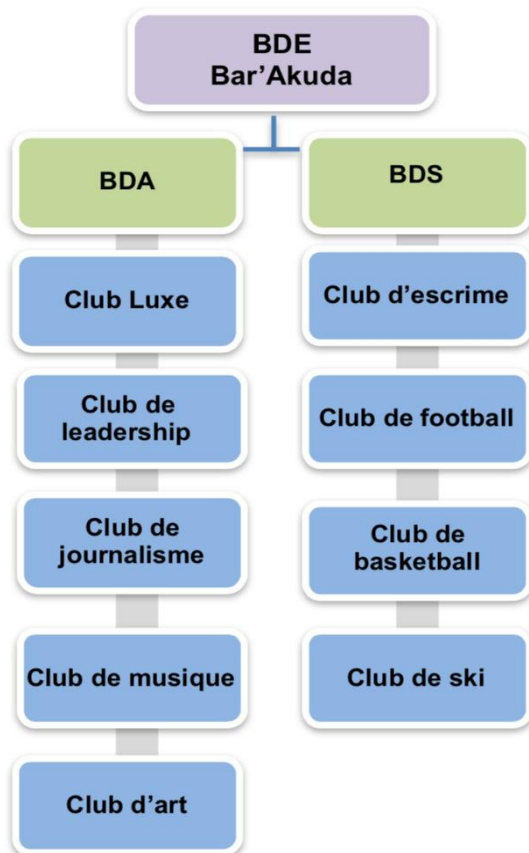 BDE
Bar'Akuda
BDA
BDS
Club Luxe
Club de
leadership
Club de
journalisme
Club de musique
Club d'art
Club d'escrime
Club de football
Club de
basketball
Club de ski